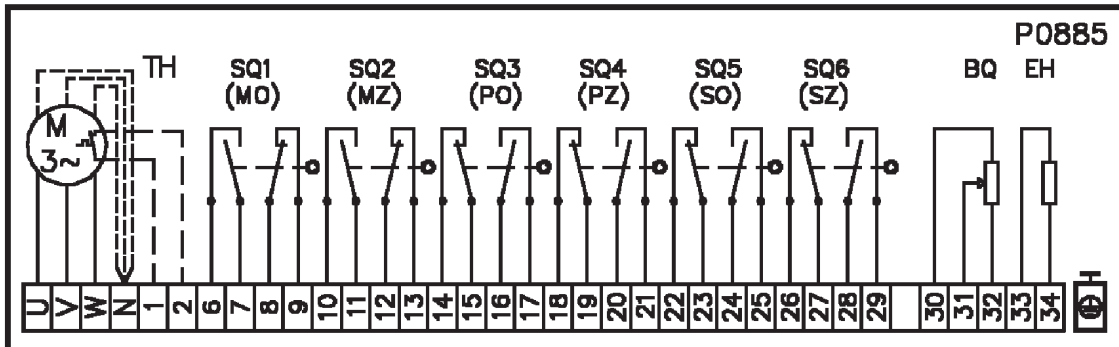 P0885
TH SQ1 SQ2 SQ3 SQ4 SQ5 SQ6 BQ EH
(MO) (MZ) (PO) (PZ) (SO) (SZ)
M
3~
U V W N 1 2 6 7 8 9 10 11 12 13 14 15 16 17 18 19 20 21 22 23 24 25 26 27 28 29 30 31 32 33 34